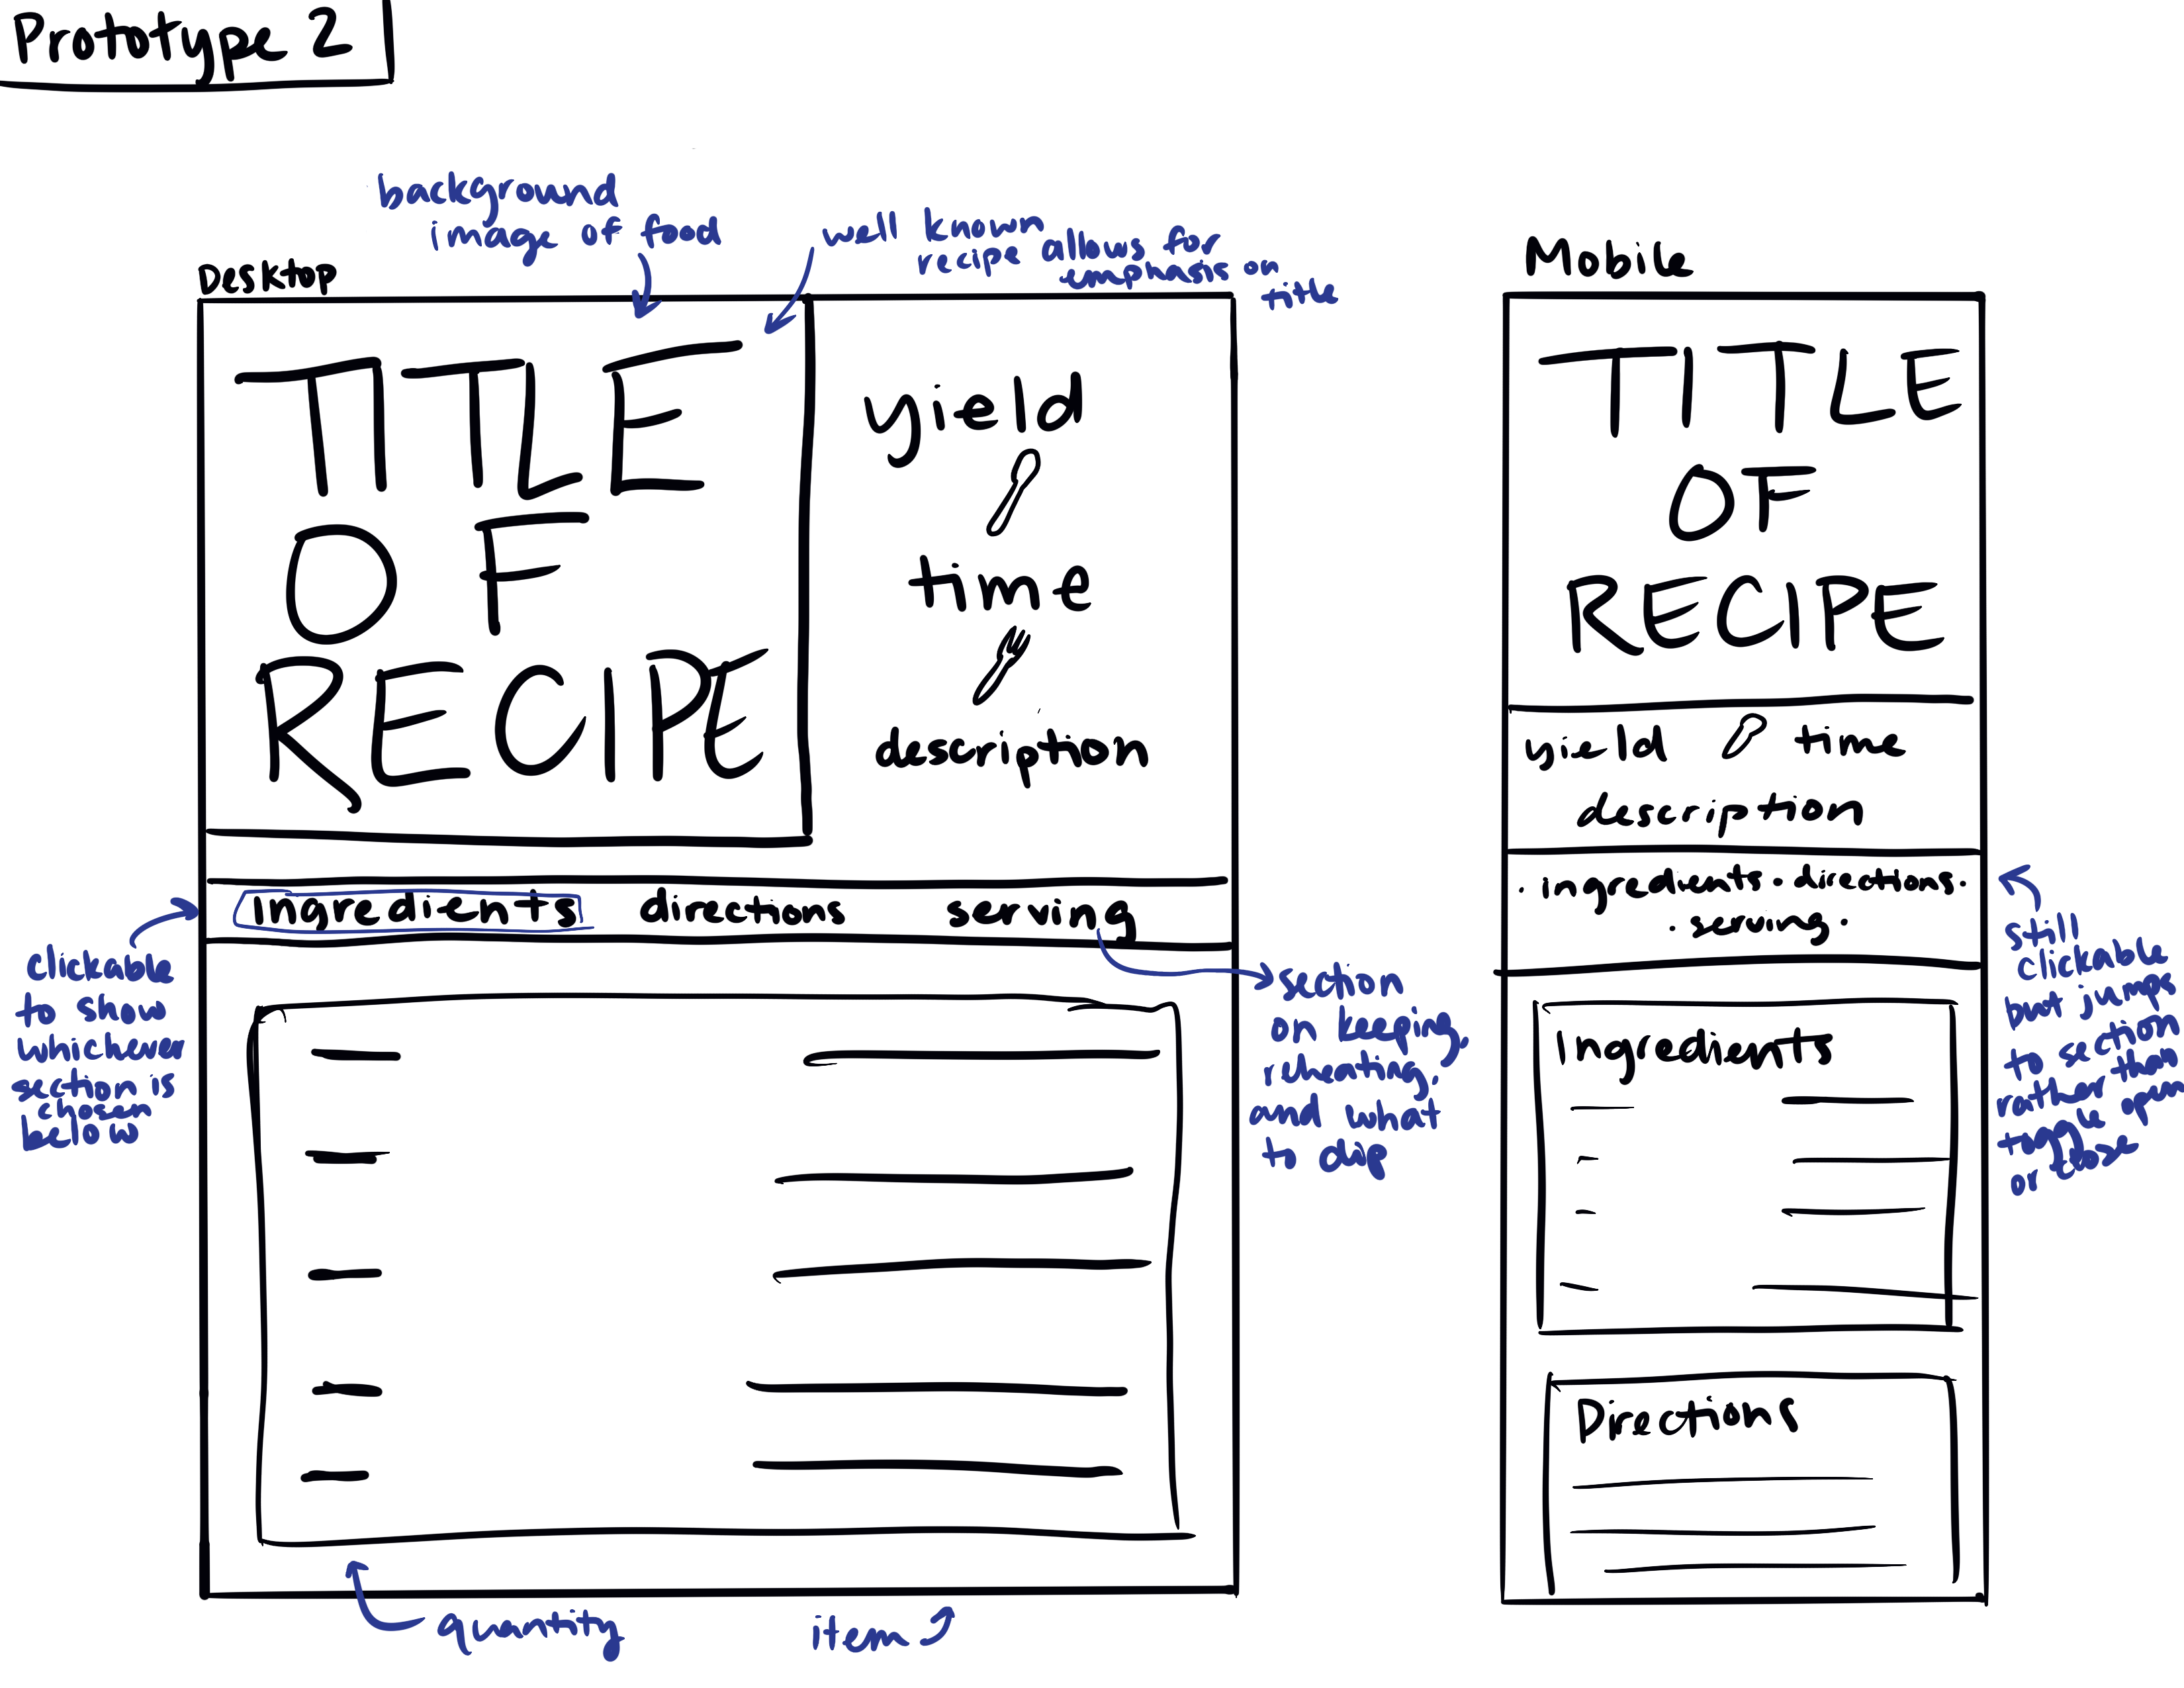 Prototype 2
background
image of food
well known
recipe allows for
emphasis on
title
Desktop
TITLE
OF
RECIPE
yield
time
description
Ingredients directions serving
clickable
to show
whichever
section is
chosen
below
section
on keeping,
reheating,
and what
to dip
quantity
item
Mobile
TITLE
OF
RECIPE
yield time
description
· ingredients · directions ·
· serving ·
still
clickable
but jumps
to section
rather than
toggle open
or close
Ingredients
Directions